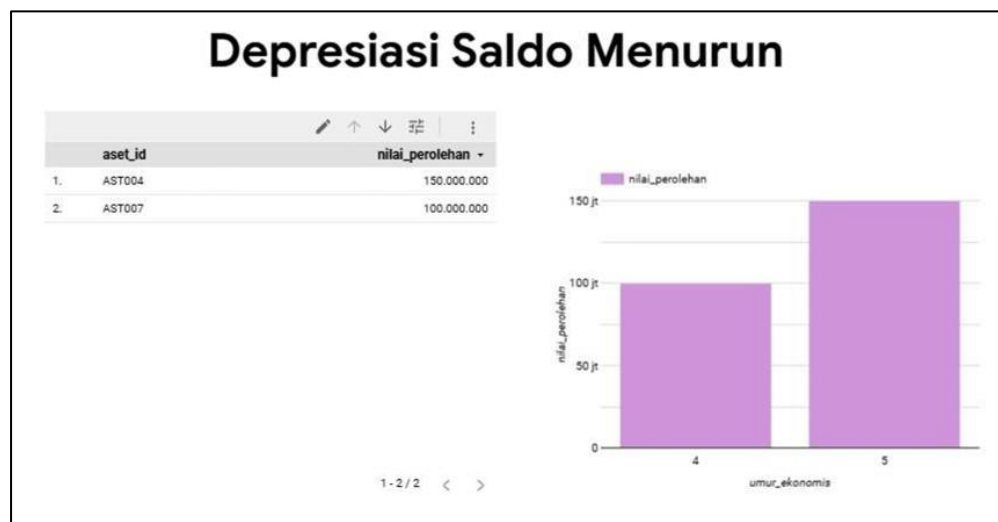 Depresiasi Saldo Menurun
aset_id nilai_perolehan
1. AST004 150.000.000
2. AST007 100.000.000
1 - 2 / 2
nilai_perolehan
150 jt
100 jt
50 jt
0
nilai_perolehan
4 5
umur_ekonomis